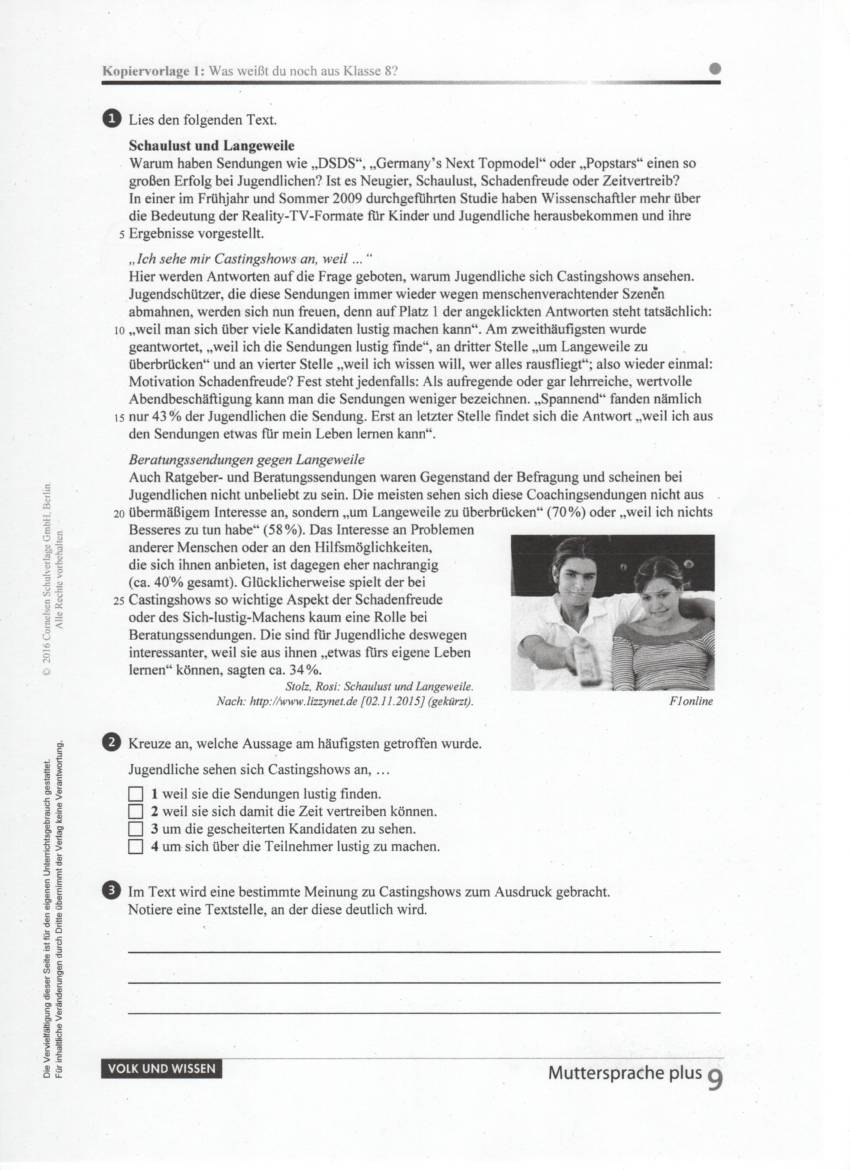 Kopiervorlage 1: Was weißt du noch aus Klasse 8?
1 Lies den folgenden Text.
Schaulust und Langeweile
Warum haben Sendungen wie „DSDS“, „Germany's Next Topmodel“ oder „Popstars“ einen so
großen Erfolg bei Jugendlichen? Ist es Neugier, Schaulust, Schadenfreude oder Zeitvertreib?
In einer im Frühjahr und Sommer 2009 durchgeführten Studie haben Wissenschaftler mehr über
die Bedeutung der Reality-TV-Formate für Kinder und Jugendliche herausbekommen und ihre
5 Ergebnisse vorgestellt.
„Ich sehe mir Castingshows an, weil ... “
Hier werden Antworten auf die Frage geboten, warum Jugendliche sich Castingshows ansehen.
Jugendschützer, die diese Sendungen immer wieder wegen menschenverachtender Szenen
abmahnen, werden sich nun freuen, denn auf Platz 1 der angeklickten Antworten steht tatsächlich:
10 „weil man sich über viele Kandidaten lustig machen kann“. Am zweithäufigsten wurde
geantwortet, „weil ich die Sendungen lustig finde“, an dritter Stelle „um Langeweile zu
überbrücken“ und an vierter Stelle „weil ich wissen will, wer alles rausfliegt“; also wieder einmal:
Motivation Schadenfreude? Fest steht jedenfalls: Als aufregende oder gar lehrreiche, wertvolle
Abendbeschäftigung kann man die Sendungen weniger bezeichnen. „Spannend“ fanden nämlich
15 nur 43 % der Jugendlichen die Sendung. Erst an letzter Stelle findet sich die Antwort „weil ich aus
den Sendungen etwas für mein Leben lernen kann“.
Beratungssendungen gegen Langeweile
Auch Ratgeber- und Beratungssendungen waren Gegenstand der Befragung und scheinen bei
Jugendlichen nicht unbeliebt zu sein. Die meisten sehen sich diese Coachingsendungen nicht aus
20 übermäßigem Interesse an, sondern „um Langeweile zu überbrücken“ (70 %) oder „weil ich nichts
Besseres zu tun habe“ (58 %). Das Interesse an Problemen
anderer Menschen oder an den Hilfsmöglichkeiten,
die sich ihnen anbieten, ist dagegen eher nachrangig
(ca. 40 % gesamt). Glücklicherweise spielt der bei
25 Castingshows so wichtige Aspekt der Schadenfreude
oder des Sich-lustig-Machens kaum eine Rolle bei
Beratungssendungen. Die sind für Jugendliche deswegen
interessanter, weil sie aus ihnen „etwas fürs eigene Leben
lernen“ können, sagten ca. 34 %.
Stolz, Rosi: Schaulust und Langeweile.
Nach: http://www.lizzynet.de [02.11.2015] (gekürzt).
F1online
2 Kreuze an, welche Aussage am häufigsten getroffen wurde.
Jugendliche sehen sich Castingshows an, ...
1 weil sie die Sendungen lustig finden.
2 weil sie sich damit die Zeit vertreiben können.
3 um die gescheiterten Kandidaten zu sehen.
4 um sich über die Teilnehmer lustig zu machen.
3 Im Text wird eine bestimmte Meinung zu Castingshows zum Ausdruck gebracht.
Notiere eine Textstelle, an der diese deutlich wird.
VOLK UND WISSEN
Muttersprache plus 9
© 2016 Cornelsen Schulverlage GmbH, Berlin.
Alle Rechte vorbehalten.
Die Vervielfältigung dieser Seite ist für den eigenen Unterrichtsgebrauch gestattet.
Für inhaltliche Veränderungen durch Dritte übernimmt der Verlag keine Verantwortung.